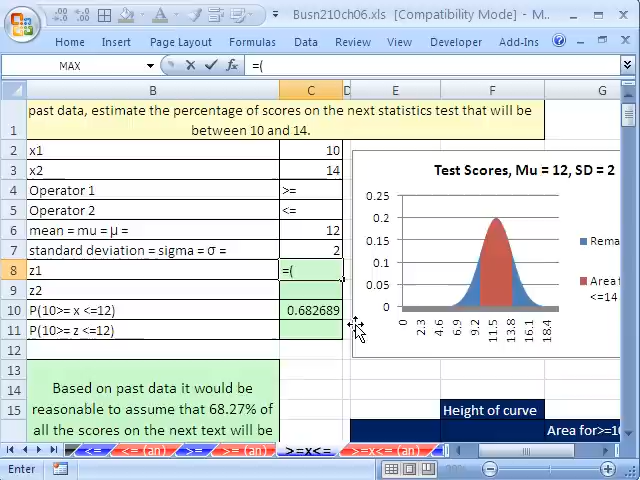 Busn210ch06.xls [Compatibility Mode] - M...
Home Insert Page Layout Formulas Data Review View Developer Add-Ins
MAX =(
B C D E F G
past data, estimate the percentage of scores on the next statistics test that will be
1 between 10 and 14.
2 x1 10
3 x2 14
4 Operator 1 >=
5 Operator 2 <=
6 mean = mu = µ = 12
7 standard deviation = sigma = σ = 2
8 z1 =(
9 z2
10 P(10>= x <=12) 0.682689
11 P(10>= z <=12)
12
13
14 Based on past data it would be
15 reasonable to assume that 68.27% of
all the scores on the next text will be
Test Scores, Mu = 12, SD = 2
0.25
0.2
0.15
0.1
0.05
0
0 2.3 4.6 6.9 9.2 11.5 13.8 16.1 18.4
Rema
Area f
<=14
Height of curve
Area for>=10
<= <= (an) >= >= (an) >=x<= >=x<= (an)
Enter